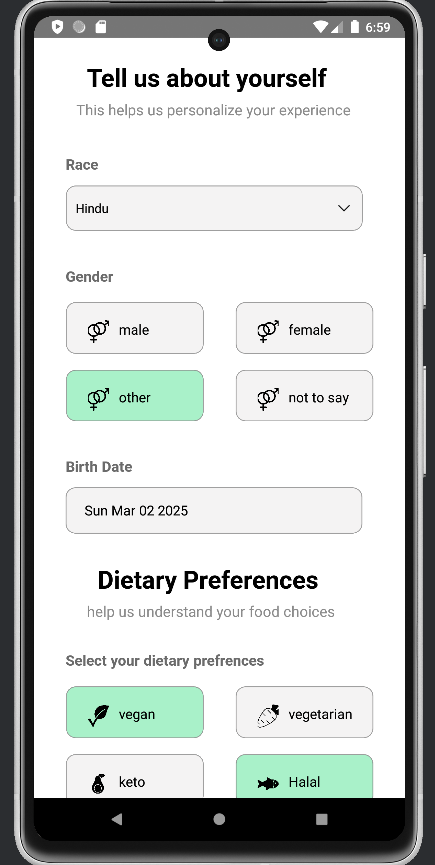 6:59
Tell us about yourself
This helps us personalize your experience
Race
Hindu
Gender
male female
other not to say
Birth Date
Sun Mar 02 2025
Dietary Preferences
help us understand your food choices
Select your dietary prefrences
vegan vegetarian
keto Halal